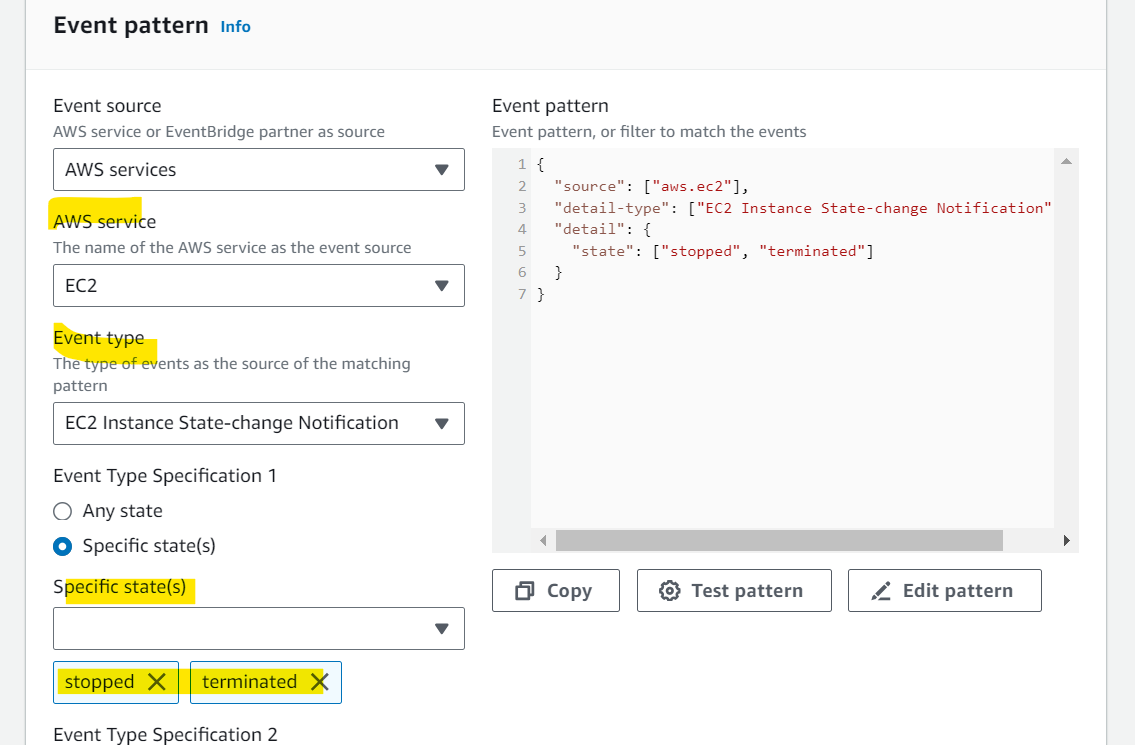 Event pattern Info
Event source
AWS service or EventBridge partner as source
AWS services
AWS service
The name of the AWS service as the event source
EC2
Event type
The type of events as the source of the matching
pattern
EC2 Instance State-change Notification
Event Type Specification 1
Any state
Specific state(s)
Specific state(s)
stopped
terminated
Event Type Specification 2
Event pattern
Event pattern, or filter to match the events
1 {
2 "source": ["aws.ec2"],
3 "detail-type": ["EC2 Instance State-change Notification"
4 "detail": {
5 "state": ["stopped", "terminated"]
6 }
7 }
Copy
Test pattern
Edit pattern